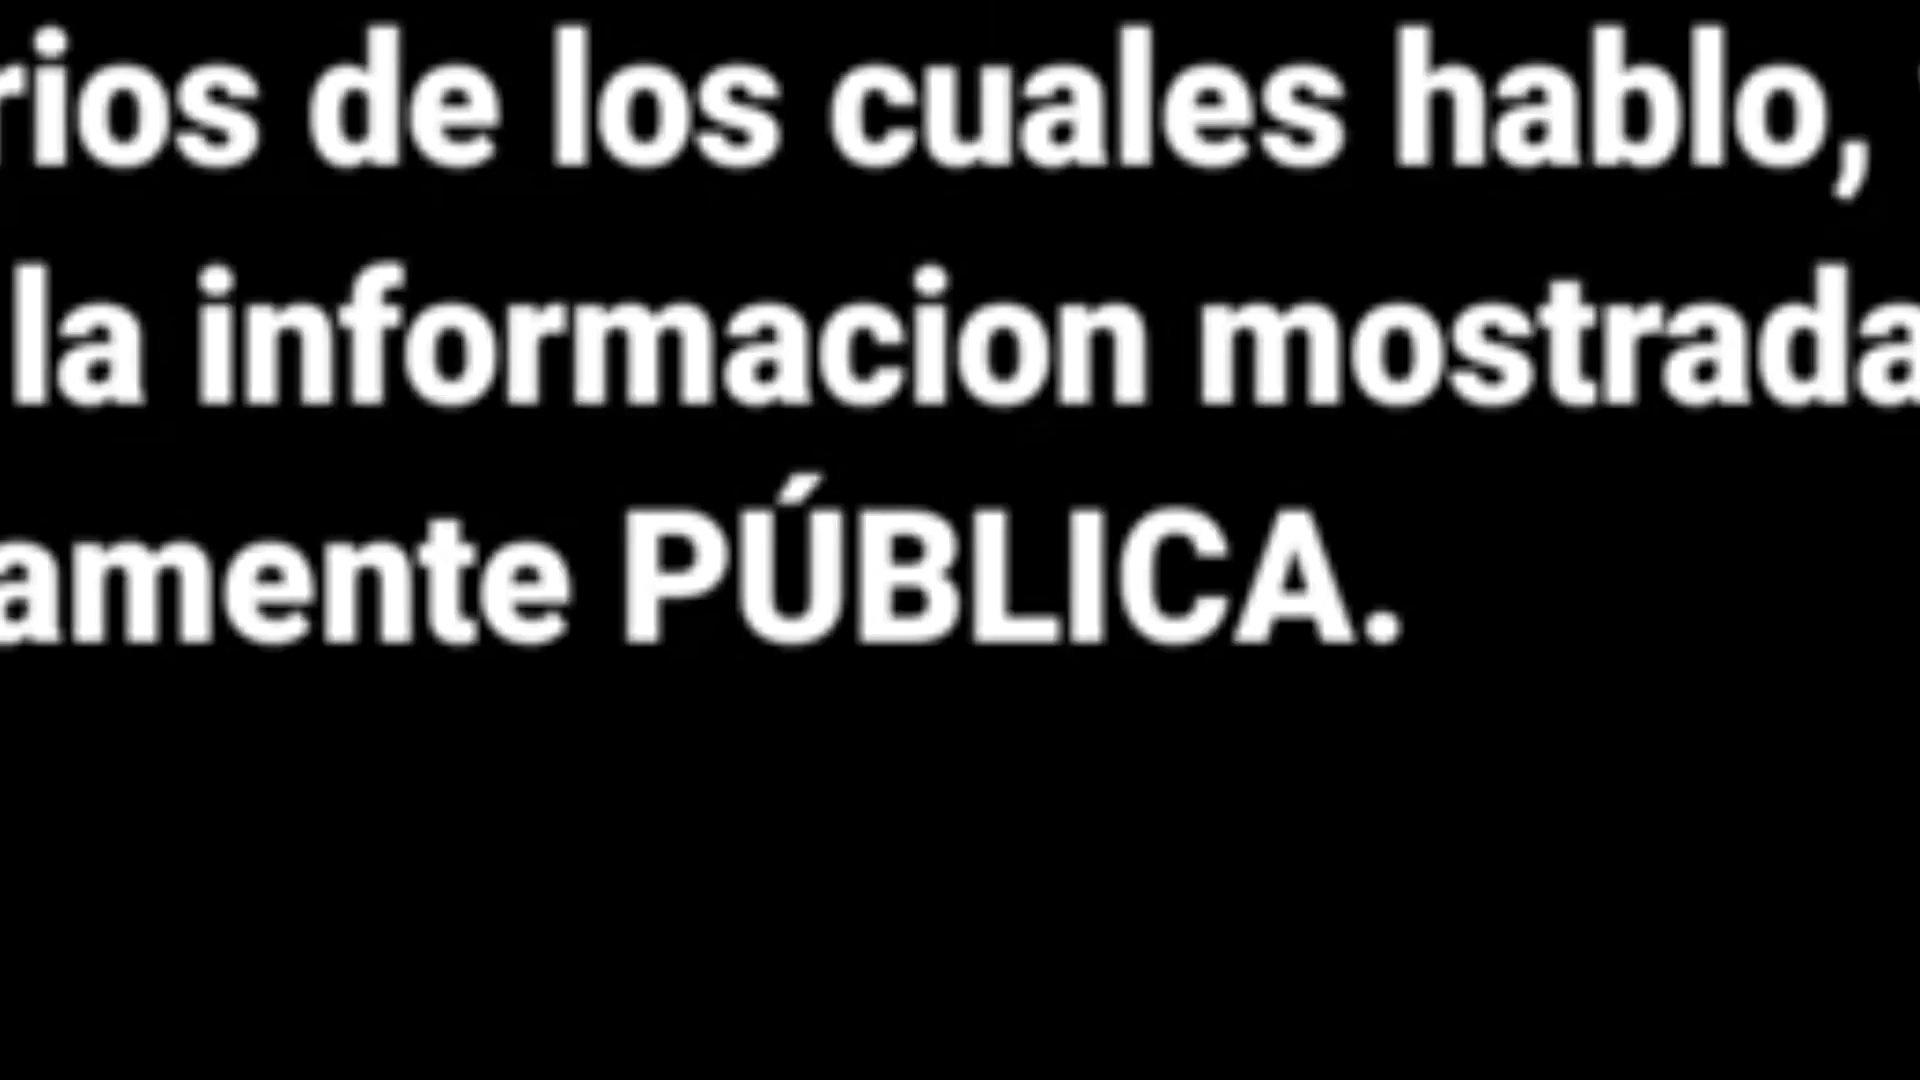 rios de los cuales hablo,
la informacion mostrada
amente PÚBLICA.